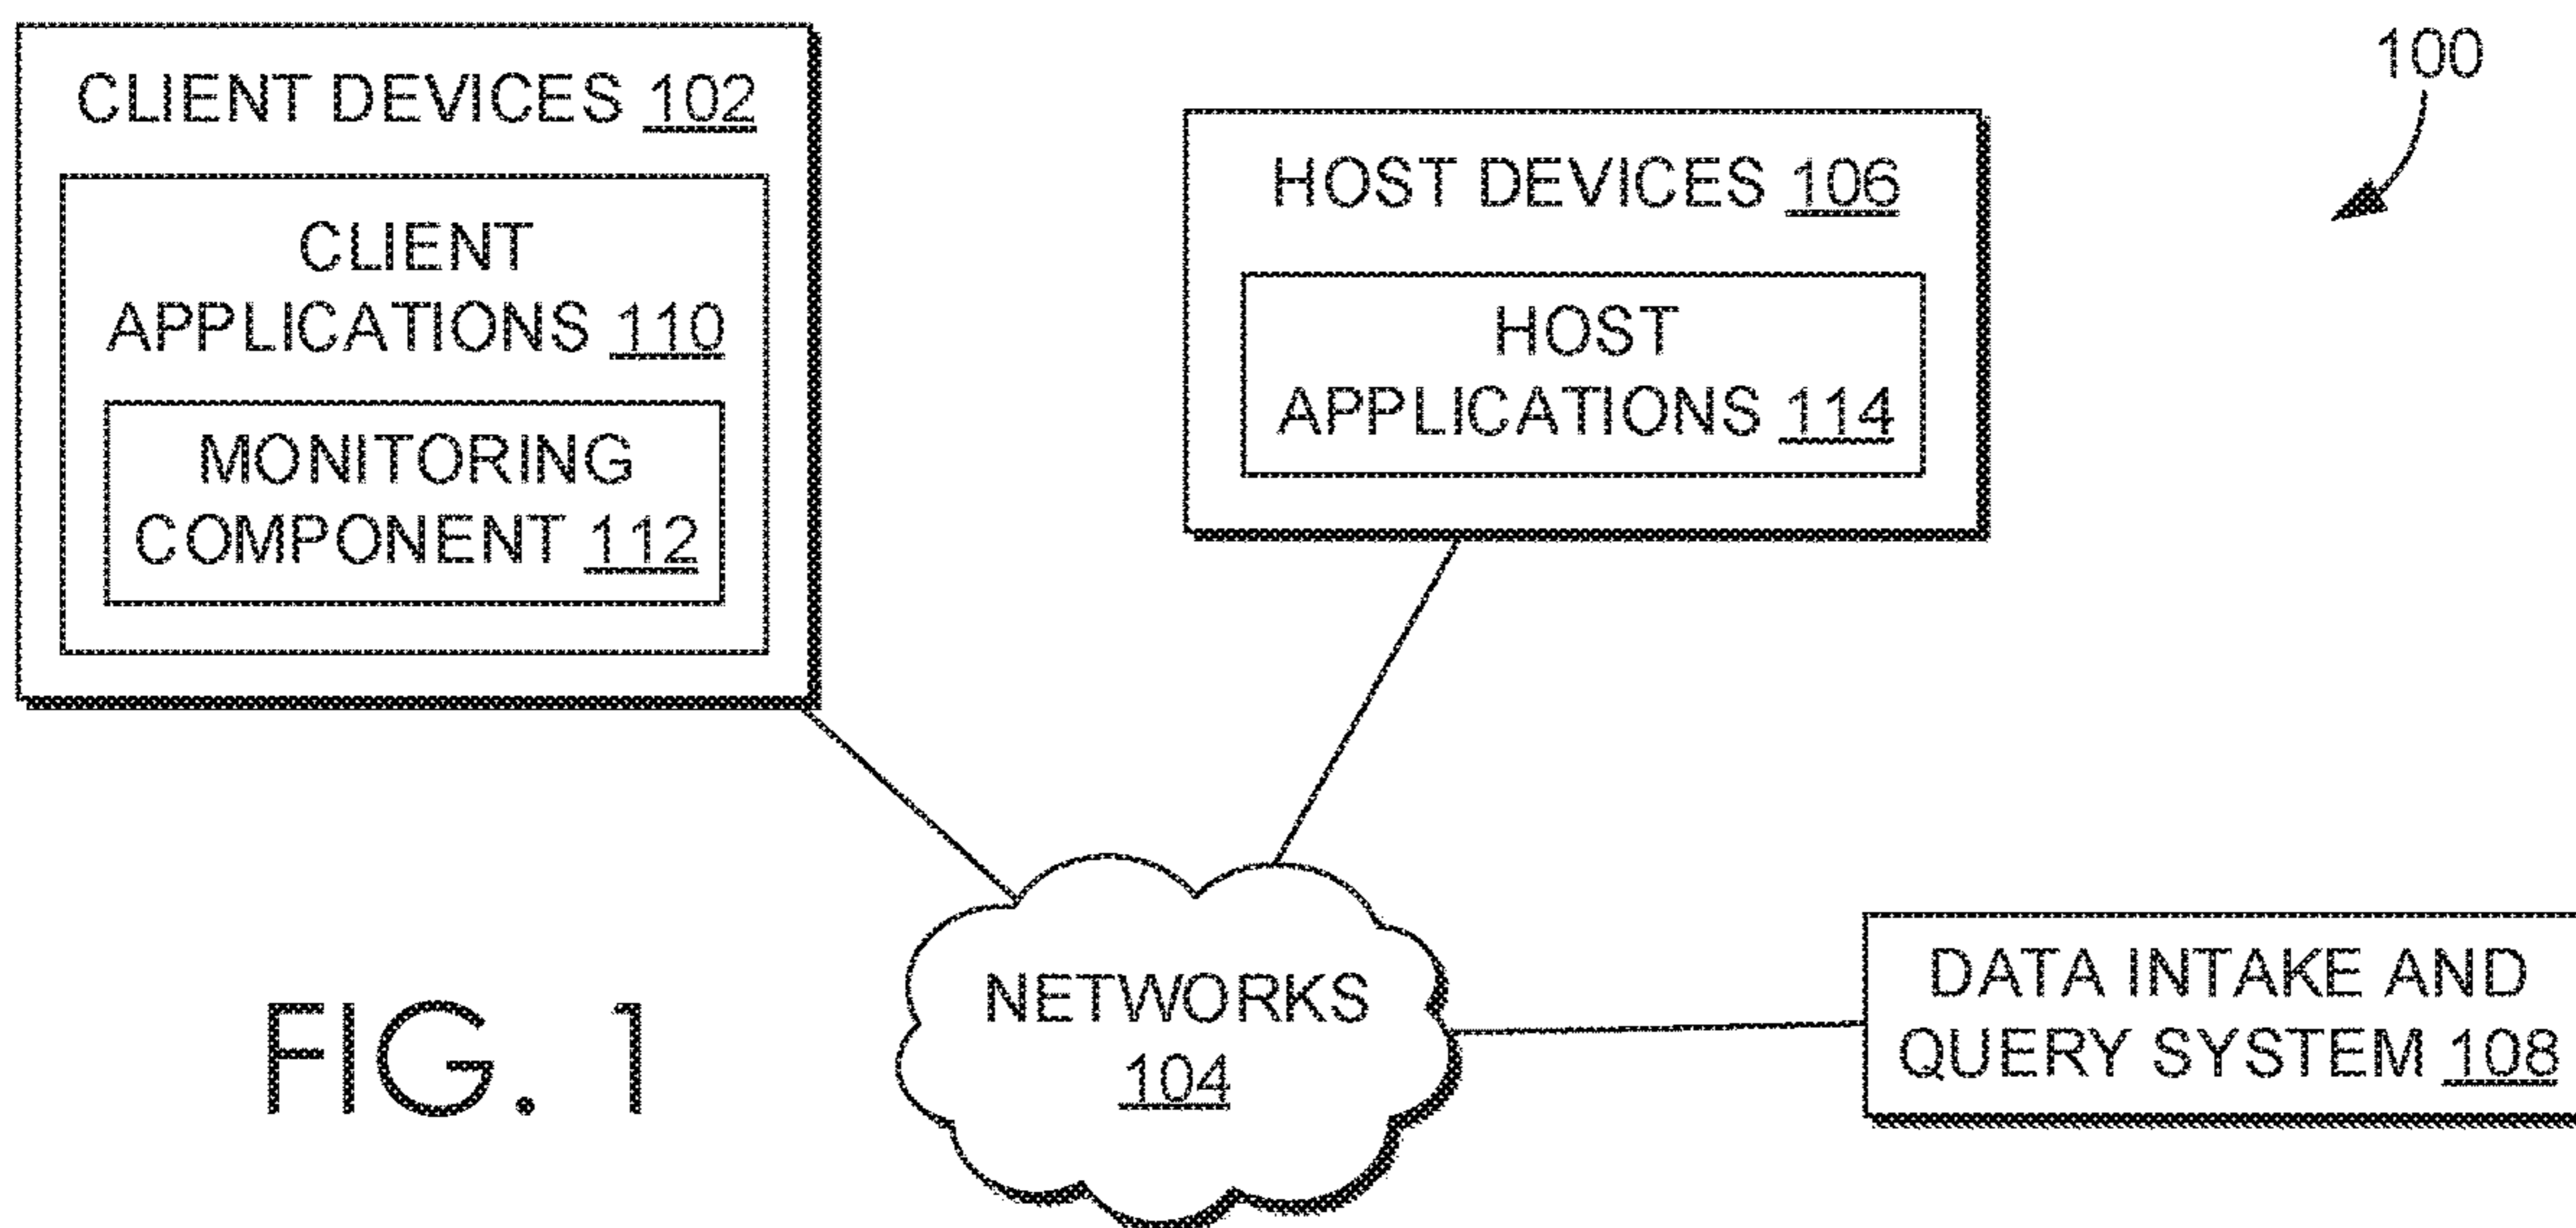 100
CLIENT DEVICES 102
CLIENT
APPLICATIONS 110
MONITORING
COMPONENT 112
HOST DEVICES 106
HOST
APPLICATIONS 114
NETWORKS
104
DATA INTAKE AND
QUERY SYSTEM 108
FIG. 1